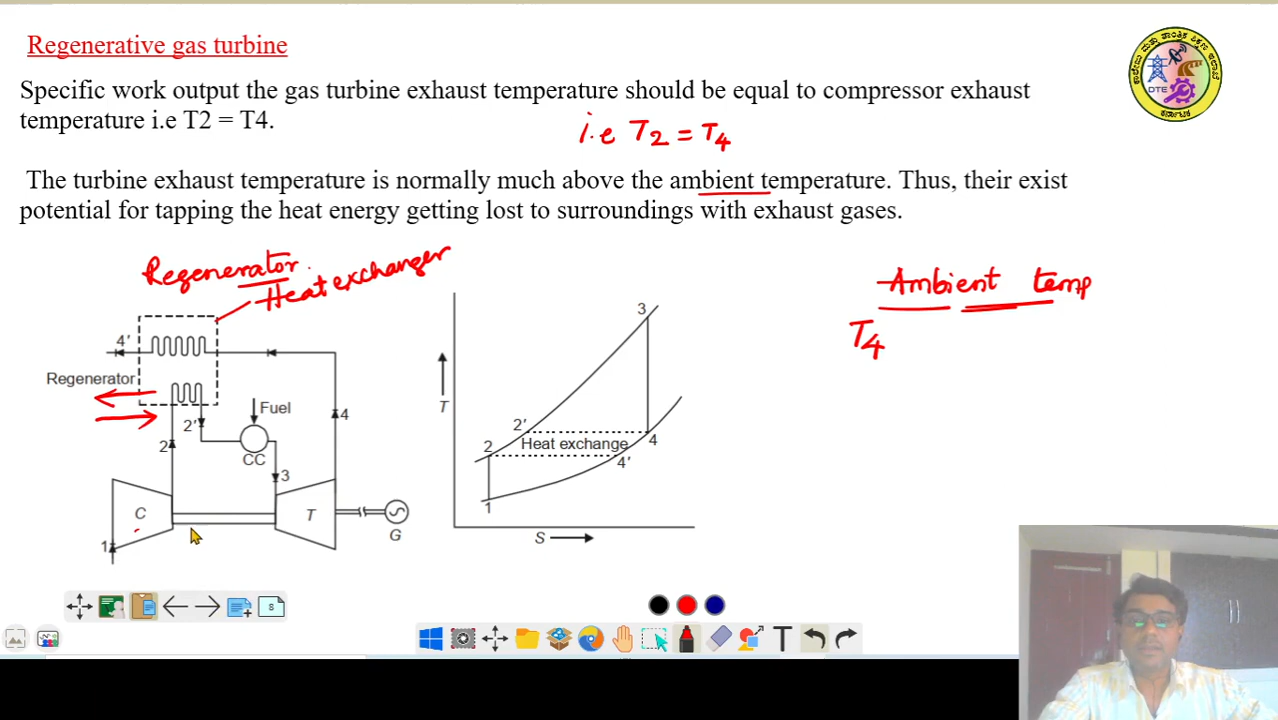 Regenerative gas turbine
Specific work output the gas turbine exhaust temperature should be equal to compressor exhaust
temperature i.e T2 = T4.
i.e T2 = T4
The turbine exhaust temperature is normally much above the ambient temperature. Thus, their exist
potential for tapping the heat energy getting lost to surroundings with exhaust gases.
Regenerator
Heat exchanger
Ambient temp
T4
4'
Regenerator
Fuel
4
2'
2
CC
3
C
T
1
G
3
T
2'
2
Heat exchange
4
4'
1
S
DTE
8
T